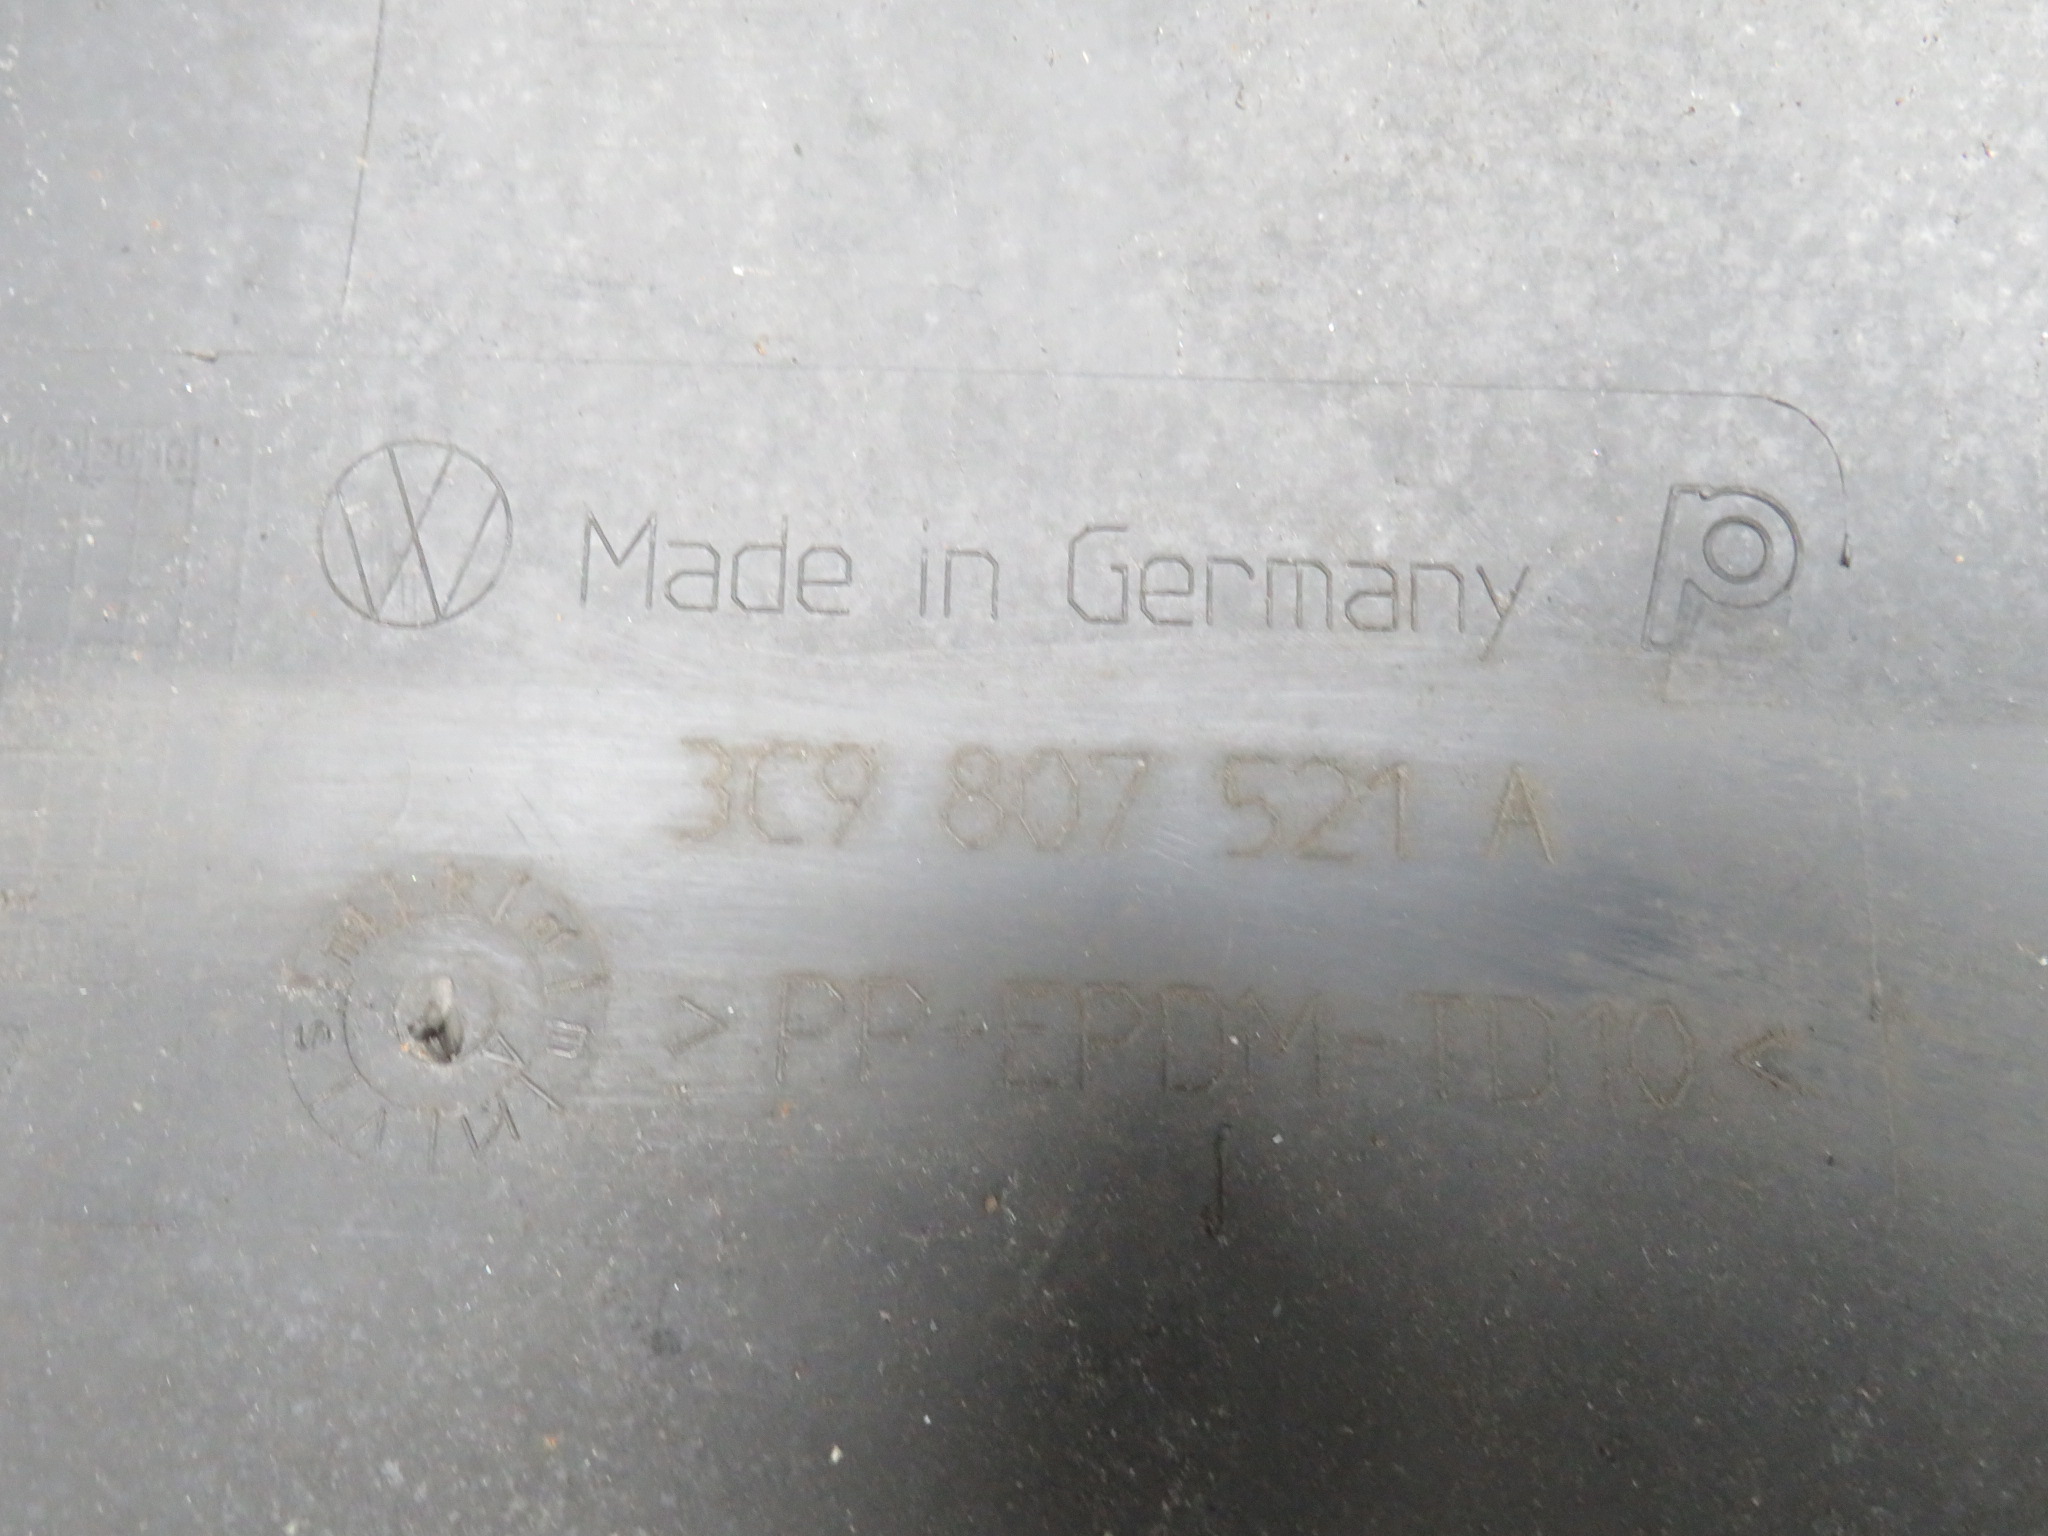 Made in Germany
3C9 807 521 A
>PP+EPDM-TD10<